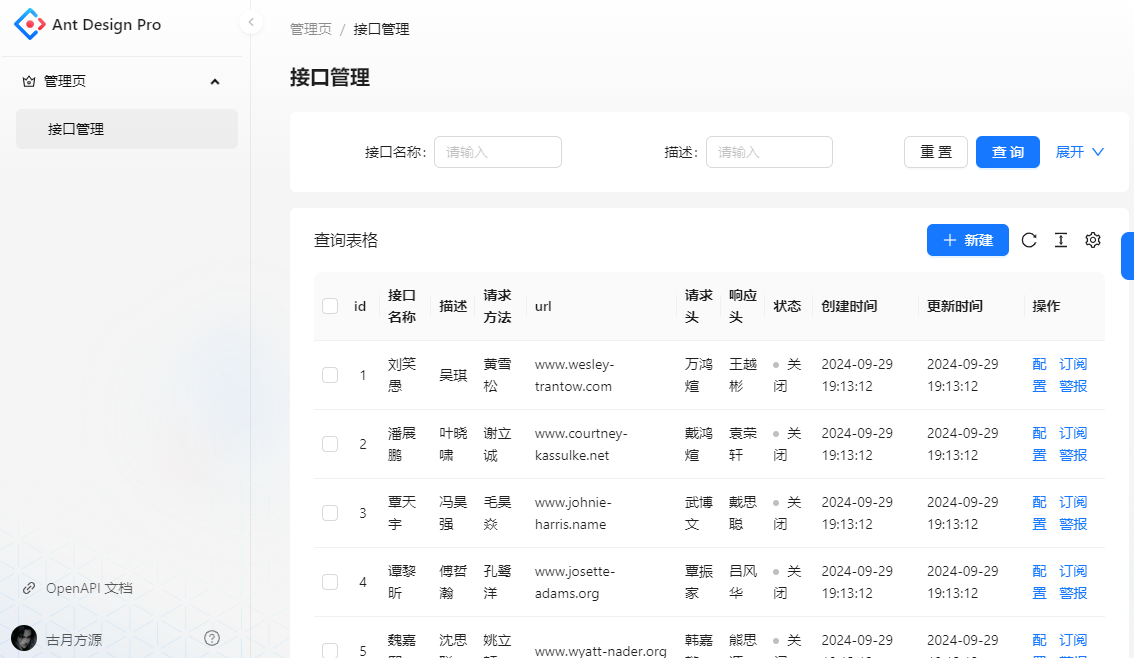 Ant Design Pro
管理页
接口管理
OpenAPI 文档
古月方源
管理页 / 接口管理
接口管理
接口名称: 请输入 描述: 请输入 重 置 查 询 展开
查询表格 新建
id 接口名称 描述 请求方法 url 请求头 响应头 状态 创建时间 更新时间 操作
1 刘笑愚 吴琪 黄雪松 www.wesley-trantow.com 万鸿煊 王越彬 关闭 2024-09-29 19:13:12 2024-09-29 19:13:12 配置 订阅警报
2 潘展鹏 叶晓啸 谢立诚 www.courtney-kassulke.net 戴鸿煊 袁荣轩 关闭 2024-09-29 19:13:12 2024-09-29 19:13:12 配置 订阅警报
3 覃天宇 冯昊强 毛昊焱 www.johnie-harris.name 武博文 戴思聪 关闭 2024-09-29 19:13:12 2024-09-29 19:13:12 配置 订阅警报
4 谭黎昕 傅哲瀚 孔鹭洋 www.josette-adams.org 覃振家 吕风华 关闭 2024-09-29 19:13:12 2024-09-29 19:13:12 配置 订阅警报
5 魏嘉 沈思 姚立 www.wyatt-nader.org 韩嘉 熊思 关 2024-09-29 2024-09-29 配 订阅